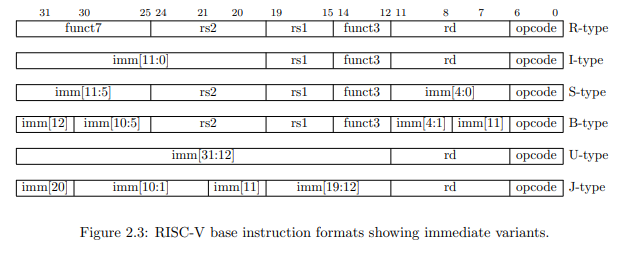 31 30 25 24 21 20 19 15 14 12 11 8 7 6 0
funct7 rs2 rs1 funct3 rd opcode R-type
imm[11:0] rs1 funct3 rd opcode I-type
imm[11:5] rs2 rs1 funct3 imm[4:0] opcode S-type
imm[12] imm[10:5] rs2 rs1 funct3 imm[4:1] imm[11] opcode B-type
imm[31:12] rd opcode U-type
imm[20] imm[10:1] imm[11] imm[19:12] rd opcode J-type
Figure 2.3: RISC-V base instruction formats showing immediate variants.